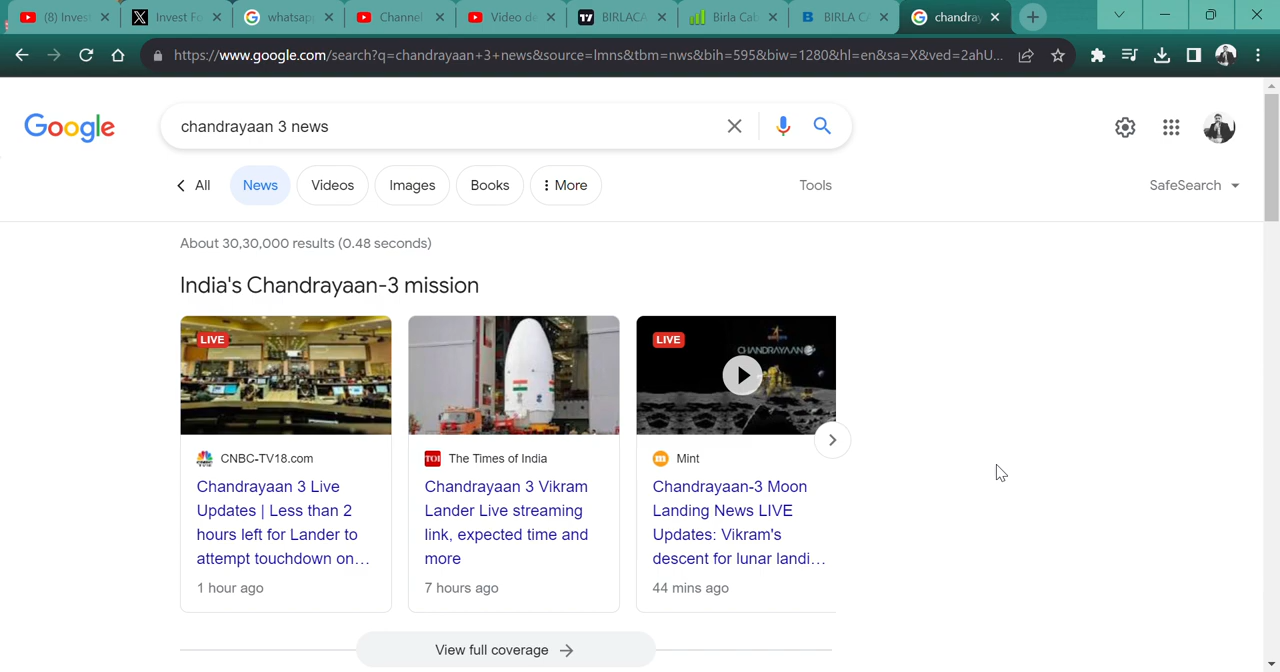 (8) Invest
Invest Fo
whatsap
Channel
Video de
BIRLACA
Birla Cab
BIRLA CA
chandray
https://www.google.com/search?q=chandrayaan+3+news&source=lmns&tbm=nws&bih=595&biw=1280&hl=en&sa=X&ved=2ahU...
Google
chandrayaan 3 news
All
News
Videos
Images
Books
More
Tools
SafeSearch
About 30,30,000 results (0.48 seconds)
India's Chandrayaan-3 mission
LIVE
CNBC-TV18.com
Chandrayaan 3 Live
Updates | Less than 2
hours left for Lander to
attempt touchdown on…
1 hour ago
TOI
The Times of India
Chandrayaan 3 Vikram
Lander Live streaming
link, expected time and
more
7 hours ago
LIVE
CHANDRAYAAN
Mint
Chandrayaan-3 Moon
Landing News LIVE
Updates: Vikram's
descent for lunar landi…
44 mins ago
View full coverage